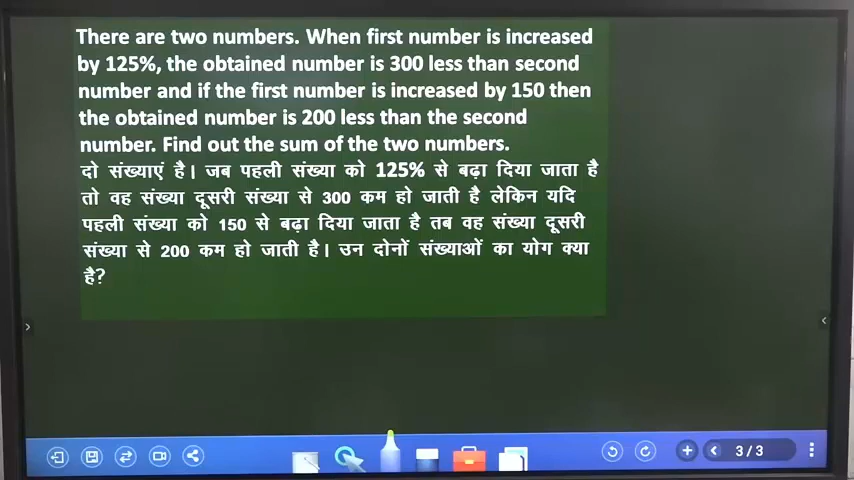 There are two numbers. When first number is increased
by 125%, the obtained number is 300 less than second
number and if the first number is increased by 150 then
the obtained number is 200 less than the second
number. Find out the sum of the two numbers.
दो संख्याएं है। जब पहली संख्या को 125% से बढ़ा दिया जाता है
तो वह संख्या दूसरी संख्या से 300 कम हो जाती है लेकिन यदि
पहली संख्या को 150 से बढ़ा दिया जाता है तब वह संख्या दूसरी
संख्या से 200 कम हो जाती है। उन दोनों संख्याओं का योग क्या
है?
3/3